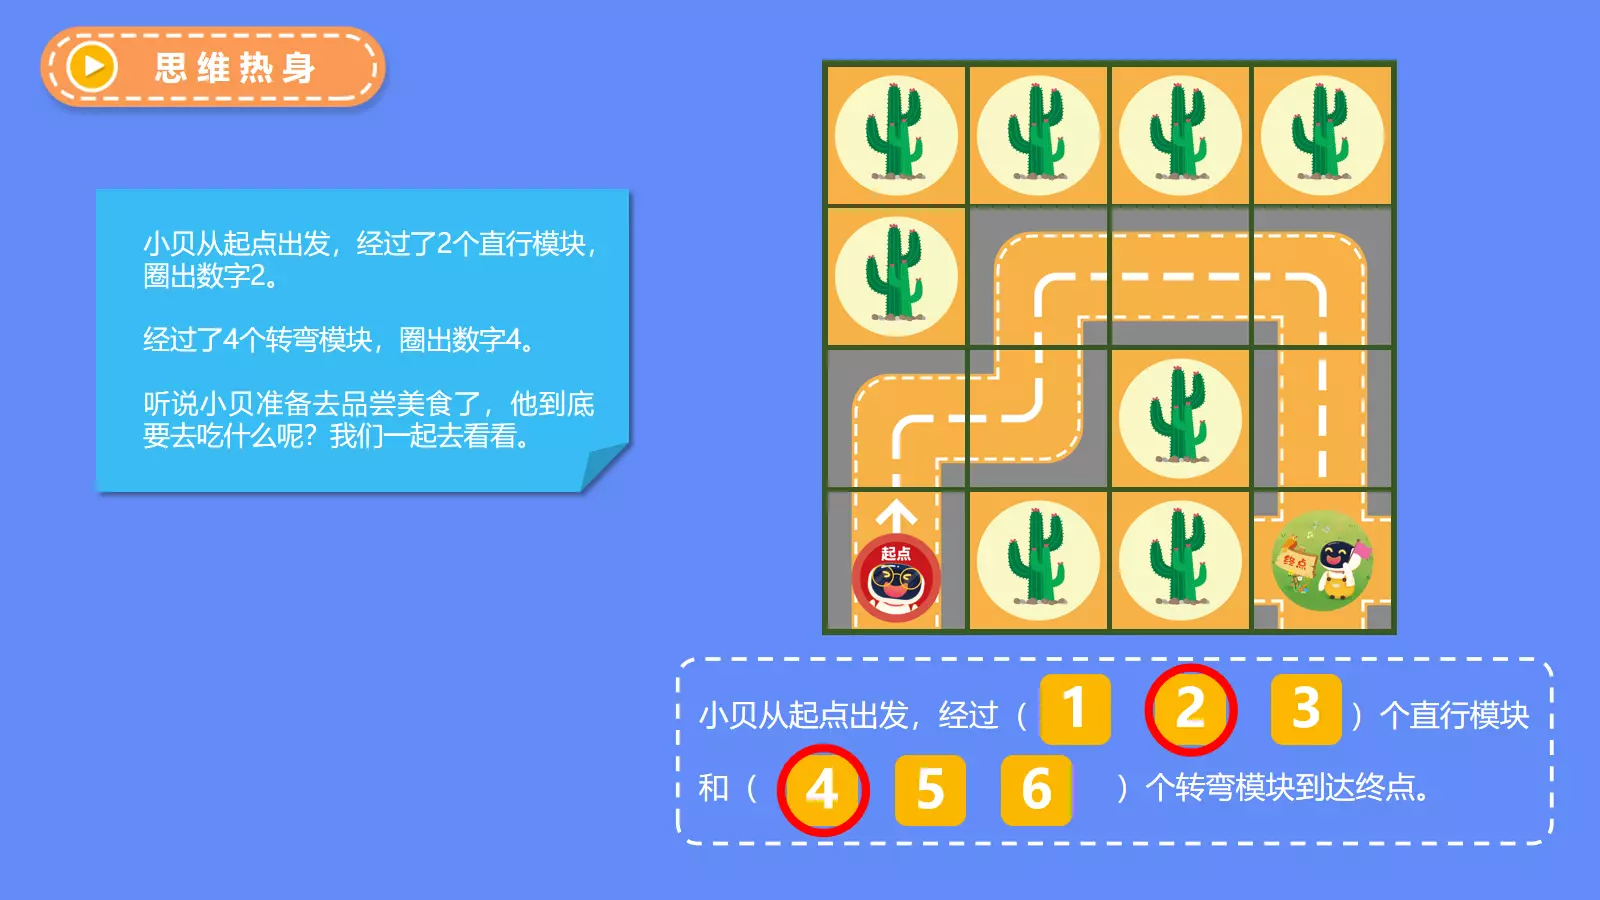 思维热身
小贝从起点出发，经过了2个直行模块，
圈出数字2。
经过了4个转弯模块，圈出数字4。
听说小贝准备去品尝美食了，他到底
要去吃什么呢？我们一起去看看。
起点
终点
小贝从起点出发，经过（ 1 2 3 ）个直行模块
和（ 4 5 6 ）个转弯模块到达终点。